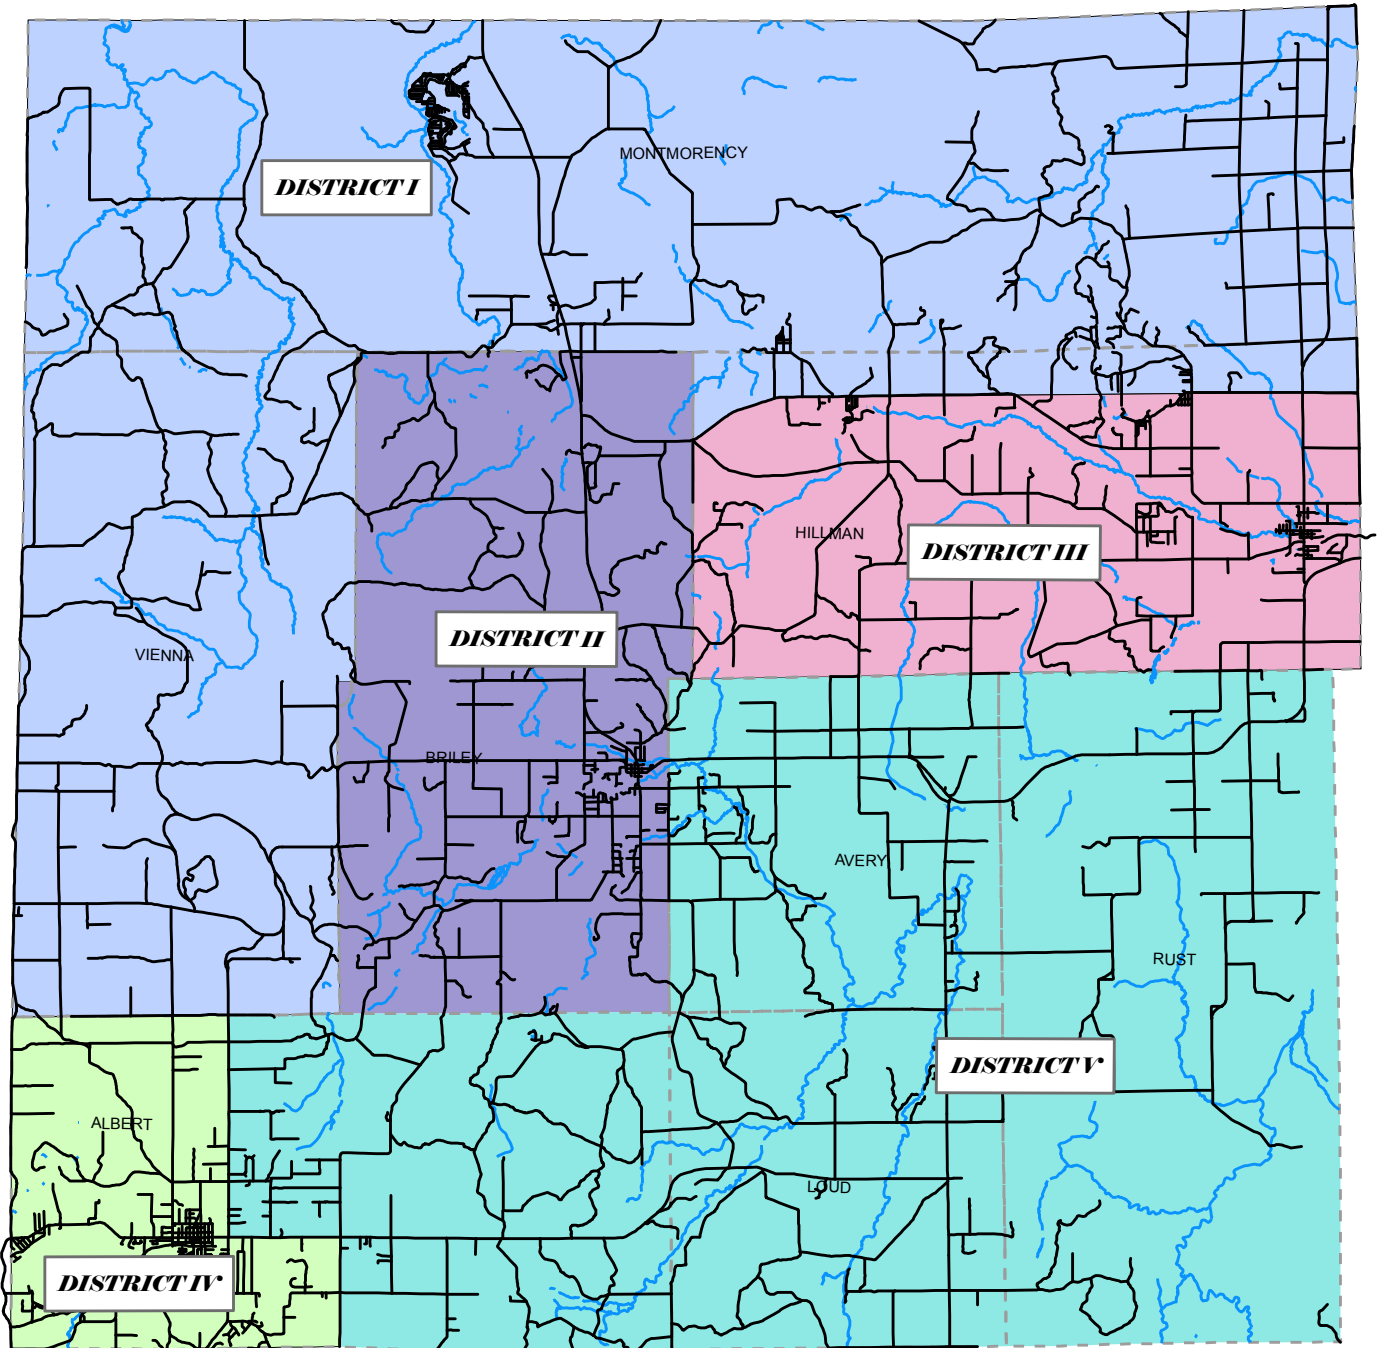 MONTMORENCY
DISTRICT I
HILLMAN
DISTRICT III
DISTRICT II
VIENNA
BRILEY
AVERY
RUST
DISTRICT V
ALBERT
LOUD
DISTRICT IV